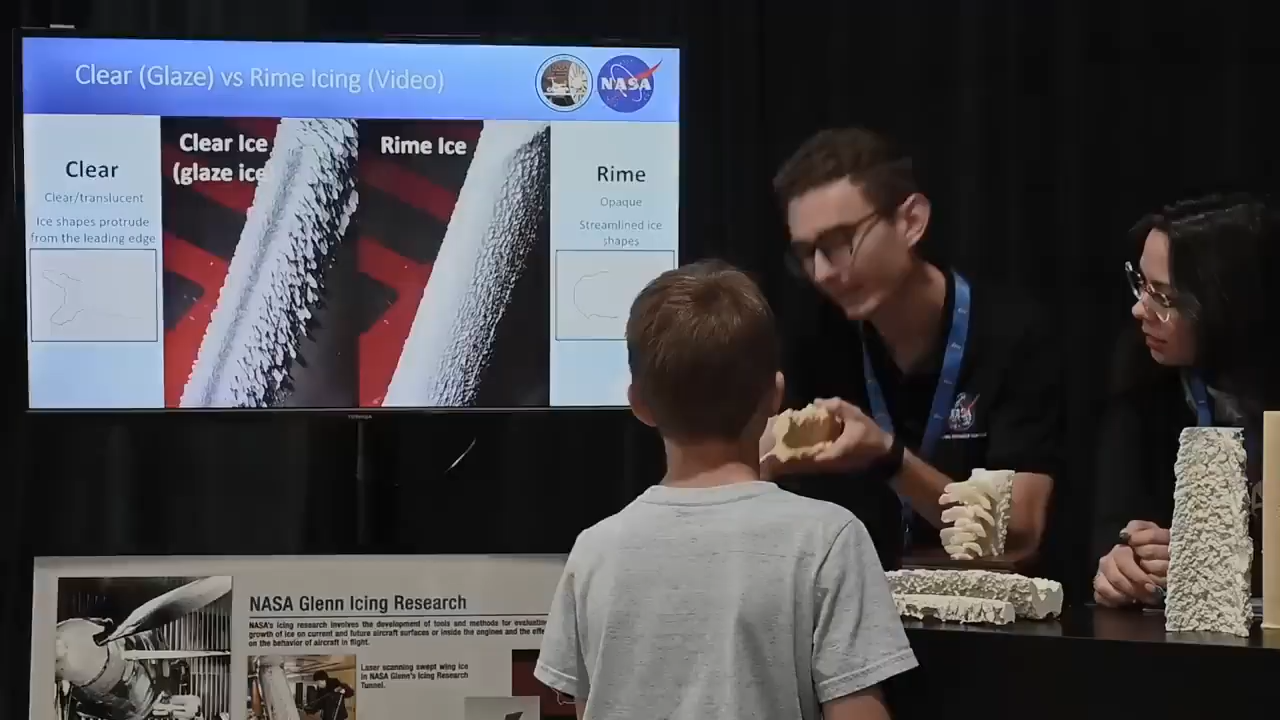 Clear (Glaze) vs Rime Icing (Video)
NASA
Clear
Clear/translucent
Ice shapes protrude
from the leading edge
Clear Ice
(glaze ice
Rime Ice
Rime
Opaque
Streamlined ice
shapes
TOSHIBA
NASA Glenn Icing Research
NASA's icing research involves the development of tools and methods for evaluating
growth of ice on current and future aircraft surfaces or inside the engines and the
on the behavior of aircraft in flight.
Laser scanning swept wing ice
in NASA Glenn's Icing Research
Tunnel.